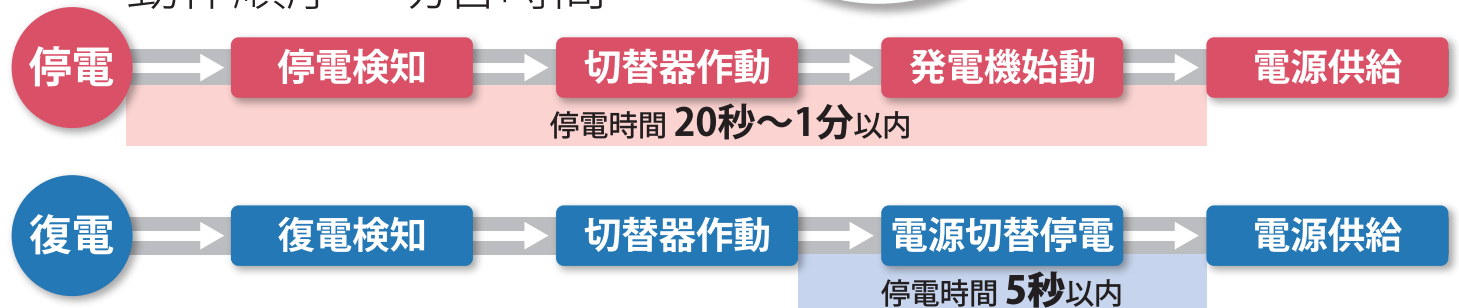 停電 停電検知 切替器作動 発電機始動 電源供給
停電時間 20秒〜1分以内
復電 復電検知 切替器作動 電源切替停電 電源供給
停電時間 5秒以内